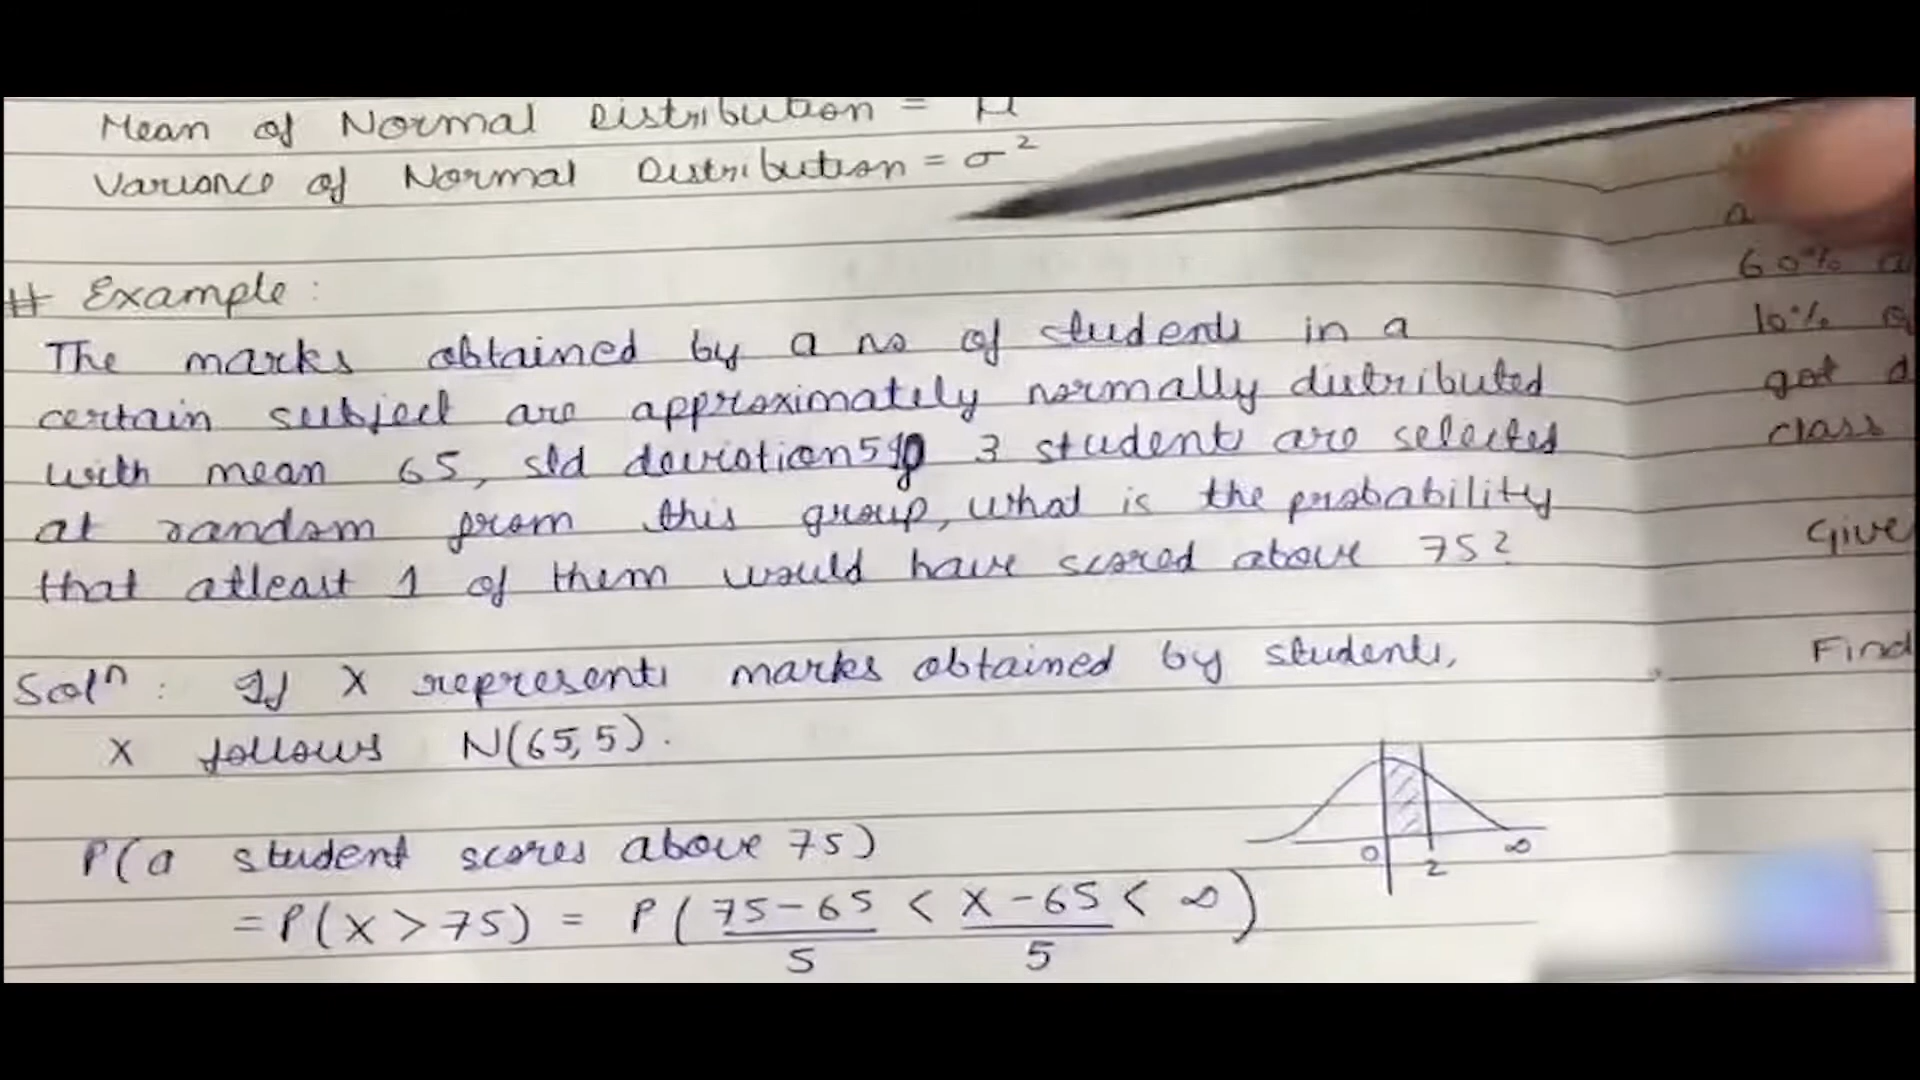 Mean of Normal Distribution = μ
Variance of Normal Distribution = σ²
# Example:
The marks obtained by a no of students in a
certain subject are approximately normally distributed
with mean 65, std deviation 5 3 students are selected
at random from this group, what is the probability
that atleast 1 of them would have scored above 75?
Solⁿ: If X represents marks obtained by students,
X follows N(65,5).
P(a student scores above 75)
= P(X > 75) = P(75-65/5 < X-65/5 < ∞)
0 2 ∞
a
60%
10%
got
class
Give
Find